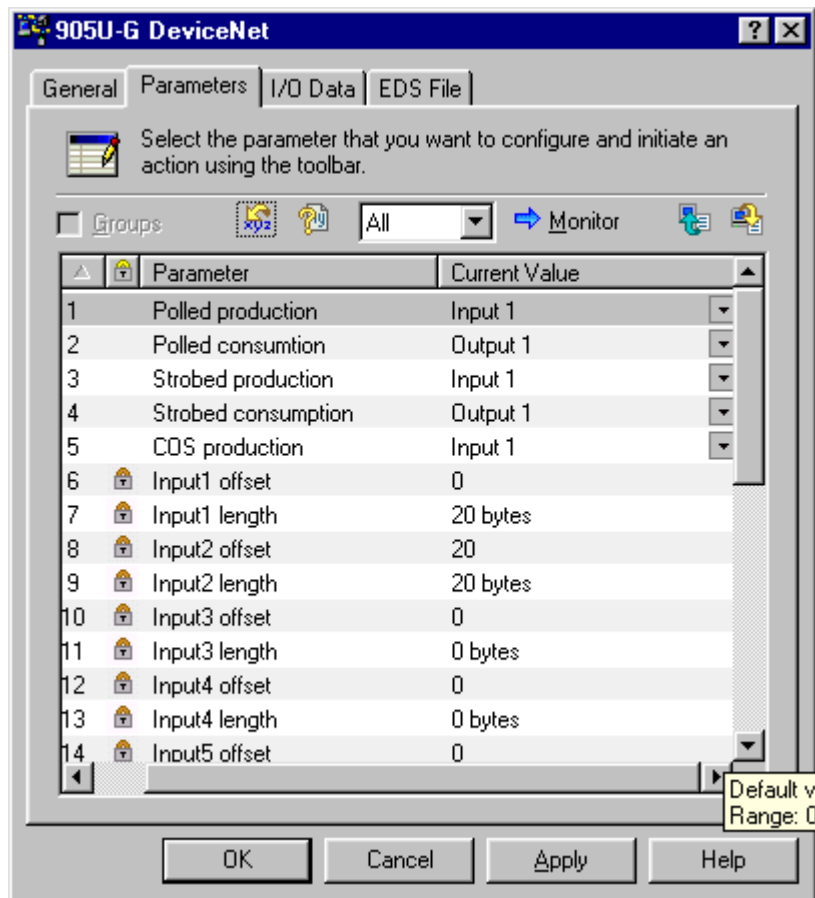 905U-G DeviceNet
General Parameters I/O Data EDS File
Select the parameter that you want to configure and initiate an
action using the toolbar.
Groups xyz All Monitor
Parameter Current Value
1 Polled production Input 1
2 Polled consumtion Output 1
3 Strobed production Input 1
4 Strobed consumption Output 1
5 COS production Input 1
6 Input1 offset 0
7 Input1 length 20 bytes
8 Input2 offset 20
9 Input2 length 20 bytes
10 Input3 offset 0
11 Input3 length 0 bytes
12 Input4 offset 0
13 Input4 length 0 bytes
14 Input5 offset 0
Default v
Range: 0
OK Cancel Apply Help